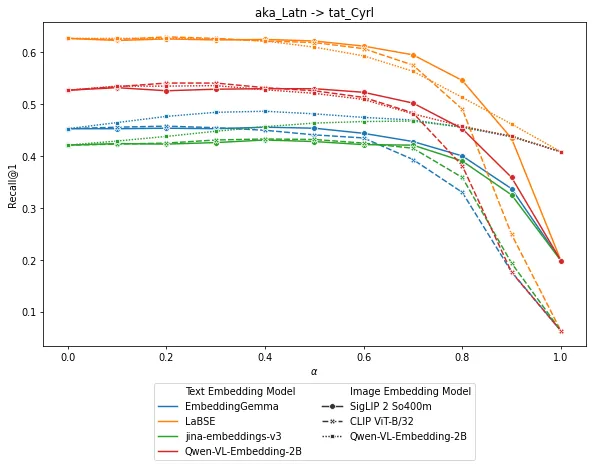 aka_Latn -> tat_Cyrl
Recall@1
0.6
0.5
0.4
0.3
0.2
0.1
0.0 0.2 0.4 0.6 0.8 1.0
α
Text Embedding Model Image Embedding Model
EmbeddingGemma SigLIP 2 So400m
LaBSE CLIP ViT-B/32
jina-embeddings-v3 Qwen-VL-Embedding-2B
Qwen-VL-Embedding-2B